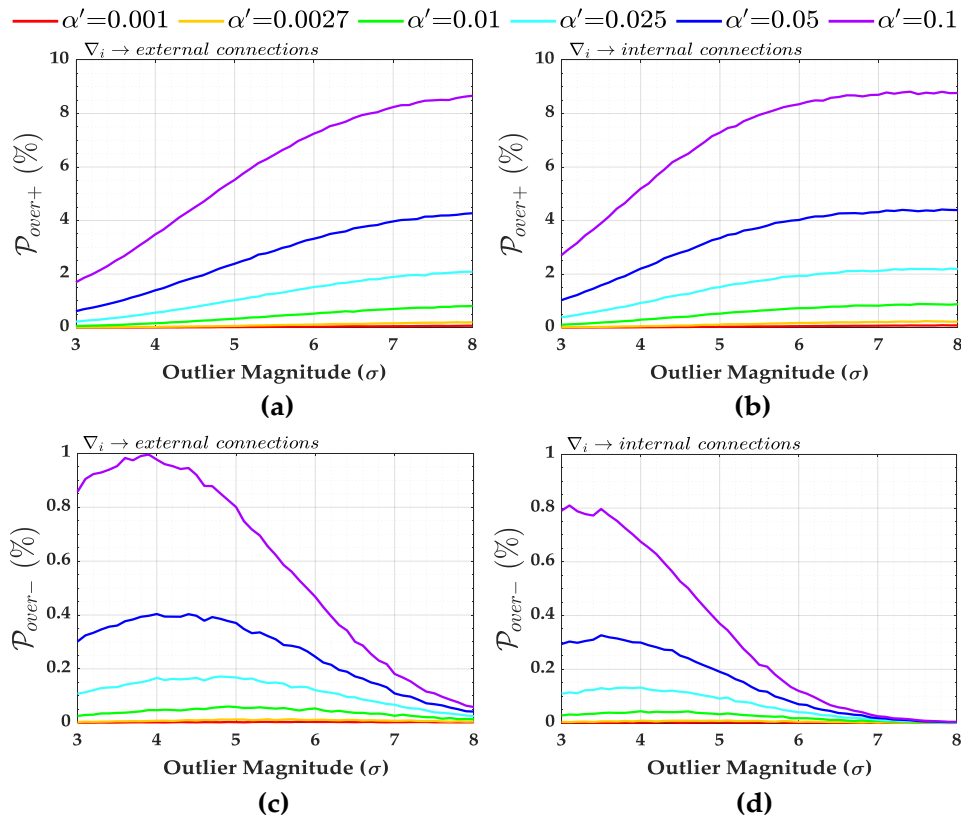 α′=0.001 α′=0.0027 α′=0.01 α′=0.025 α′=0.05 α′=0.1
∇i → external connections
10
8
6
4
2
0
3 4 5 6 7 8
𝒫over+ (%)
Outlier Magnitude (σ)
(a)
∇i → internal connections
10
8
6
4
2
0
3 4 5 6 7 8
𝒫over+ (%)
Outlier Magnitude (σ)
(b)
∇i → external connections
1
0.8
0.6
0.4
0.2
0
3 4 5 6 7 8
𝒫over− (%)
Outlier Magnitude (σ)
(c)
∇i → internal connections
1
0.8
0.6
0.4
0.2
0
3 4 5 6 7 8
𝒫over− (%)
Outlier Magnitude (σ)
(d)